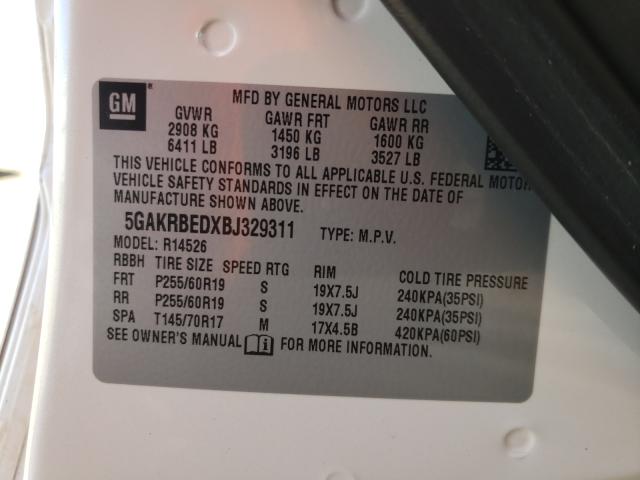 GM
MFD BY GENERAL MOTORS LLC
GVWR GAWR FRT GAWR RR
2908 KG 1450 KG 1600 KG
6411 LB 3196 LB 3527 LB
THIS VEHICLE CONFORMS TO ALL APPLICABLE U.S. FEDERAL MOTOR
VEHICLE SAFETY STANDARDS IN EFFECT ON THE DATE OF
MANUFACTURE SHOWN ABOVE.
5GAKRBEDXBJ329311 TYPE: M.P.V.
MODEL: R14526
RBBH TIRE SIZE SPEED RTG RIM COLD TIRE PRESSURE
FRT P255/60R19 S 19X7.5J 240KPA(35PSI)
RR P255/60R19 S 19X7.5J 240KPA(35PSI)
SPA T145/70R17 M 17X4.5B 420KPA(60PSI)
SEE OWNER'S MANUAL FOR MORE INFORMATION.